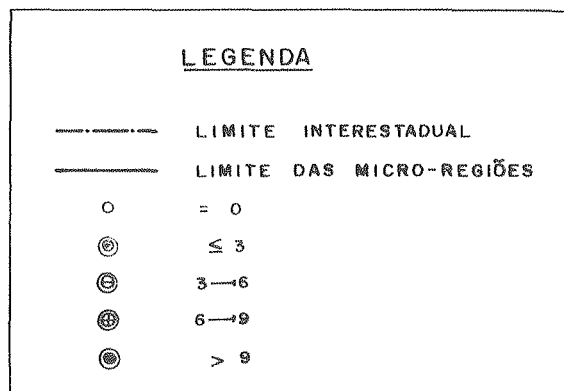 LEGENDA
LIMITE INTERESTADUAL
LIMITE DAS MICRO-REGIÕES
= 0
≤ 3
3⟶6
6⟶9
> 9